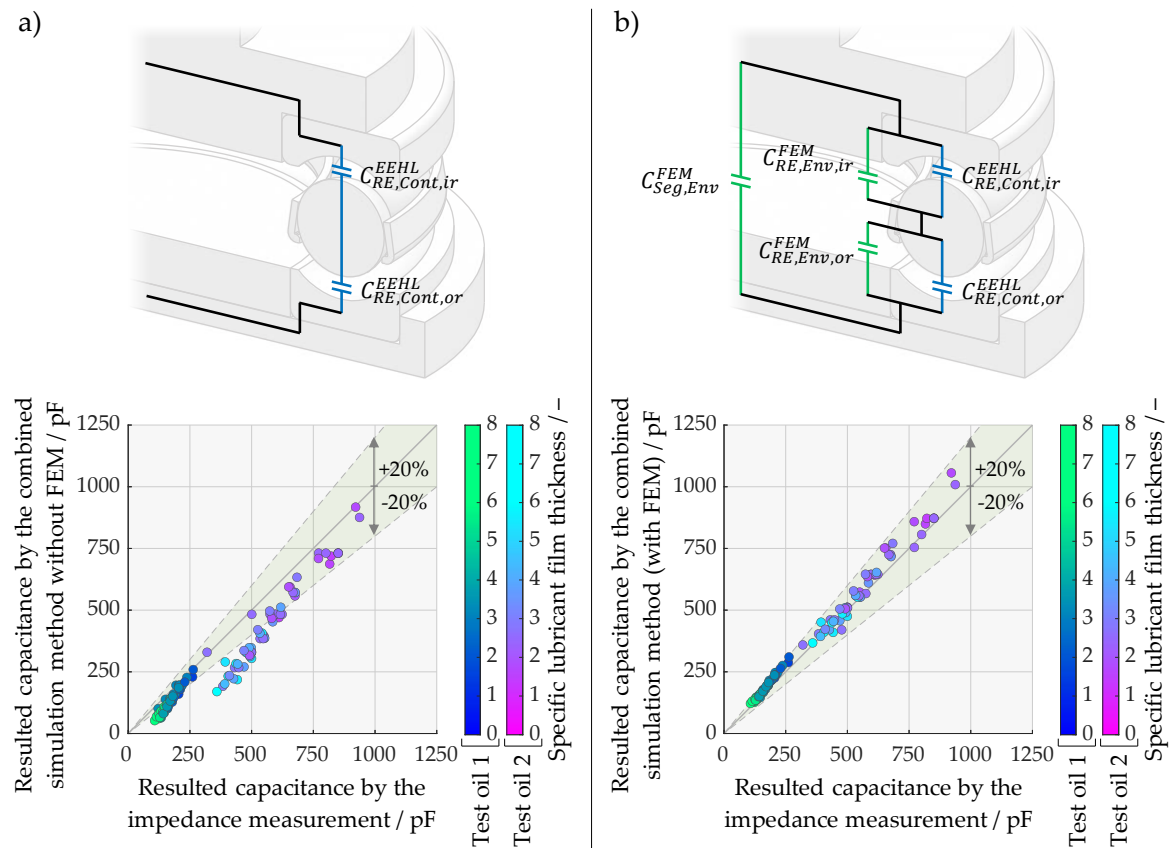 a)
C_{RE,Cont,ir}^{EEHL}
C_{RE,Cont,or}^{EEHL}
Resulted capacitance by the combined
simulation method without FEM / pF
1250
1000
750
500
250
0
0
250
500
750
1000
1250
+20%
-20%
Resulted capacitance by the
impedance measurement / pF
8
7
6
5
4
3
2
1
0
8
7
6
5
4
3
2
1
0
Test oil 1
Test oil 2
Specific lubricant film thickness / −
b)
C_{Seg,Env}^{FEM}
C_{RE,Env,ir}^{FEM}
C_{RE,Cont,ir}^{EEHL}
C_{RE,Env,or}^{FEM}
C_{RE,Cont,or}^{EEHL}
Resulted capacitance by the combined
simulation method (with FEM) / pF
1250
1000
750
500
250
0
0
250
500
750
1000
1250
+20%
-20%
Resulted capacitance by the
impedance measurement / pF
8
7
6
5
4
3
2
1
0
8
7
6
5
4
3
2
1
0
Test oil 1
Test oil 2
Specific lubricant film thickness / −